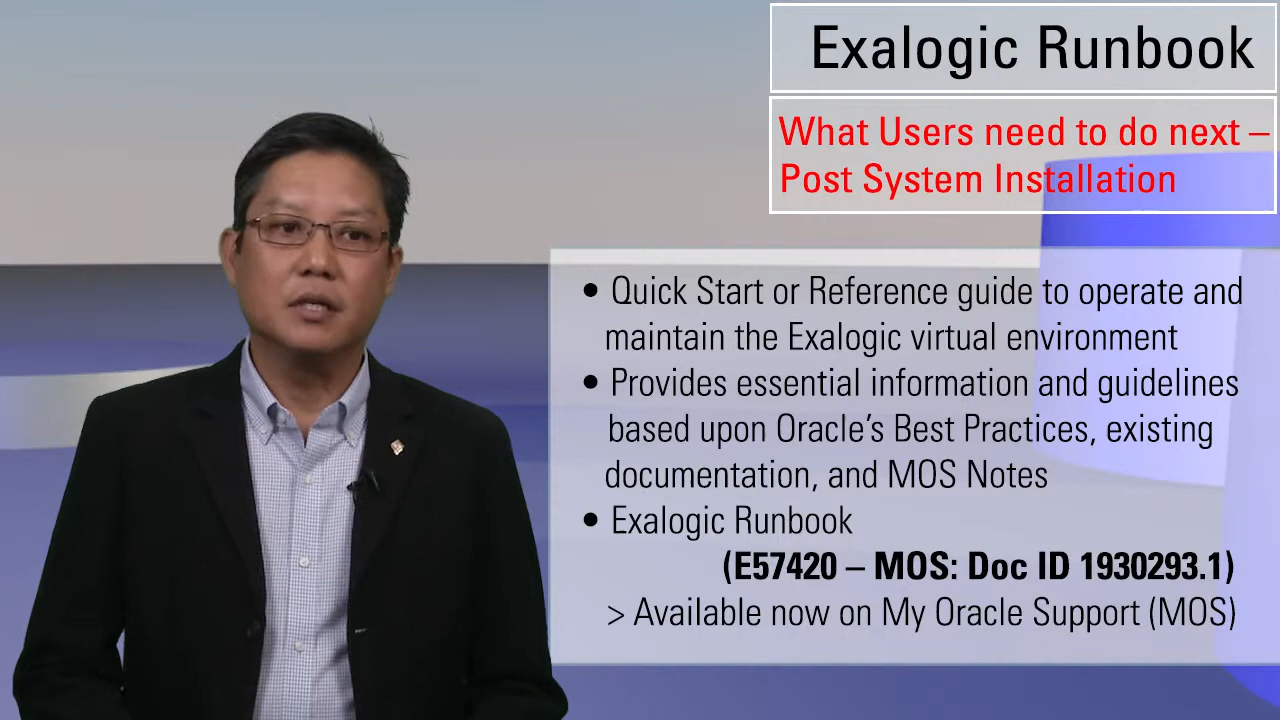 Exalogic Runbook
What Users need to do next –
Post System Installation
• Quick Start or Reference guide to operate and
maintain the Exalogic virtual environment
• Provides essential information and guidelines
based upon Oracle's Best Practices, existing
documentation, and MOS Notes
• Exalogic Runbook
(E57420 – MOS: Doc ID 1930293.1)
> Available now on My Oracle Support (MOS)